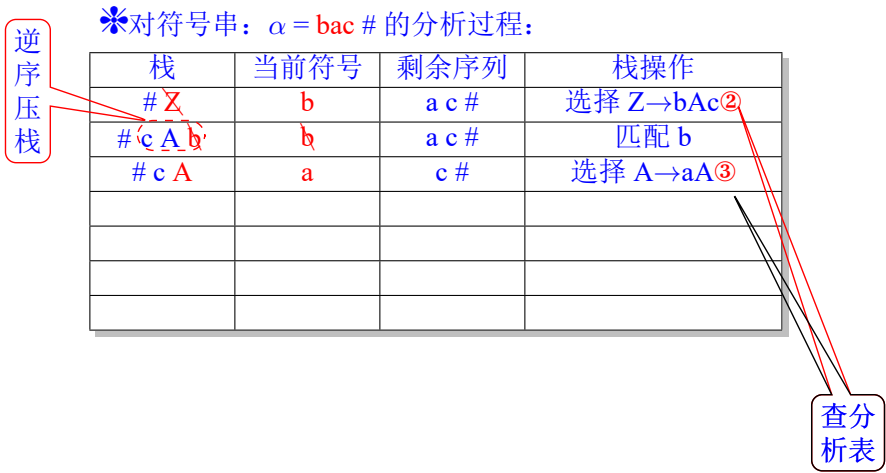 ❇对符号串：α = bac # 的分析过程：
逆序压栈
栈 当前符号 剩余序列 栈操作
# Z b a c # 选择 Z→bAc②
# c A b b a c # 匹配 b
# c A a c # 选择 A→aA③
查分
析表